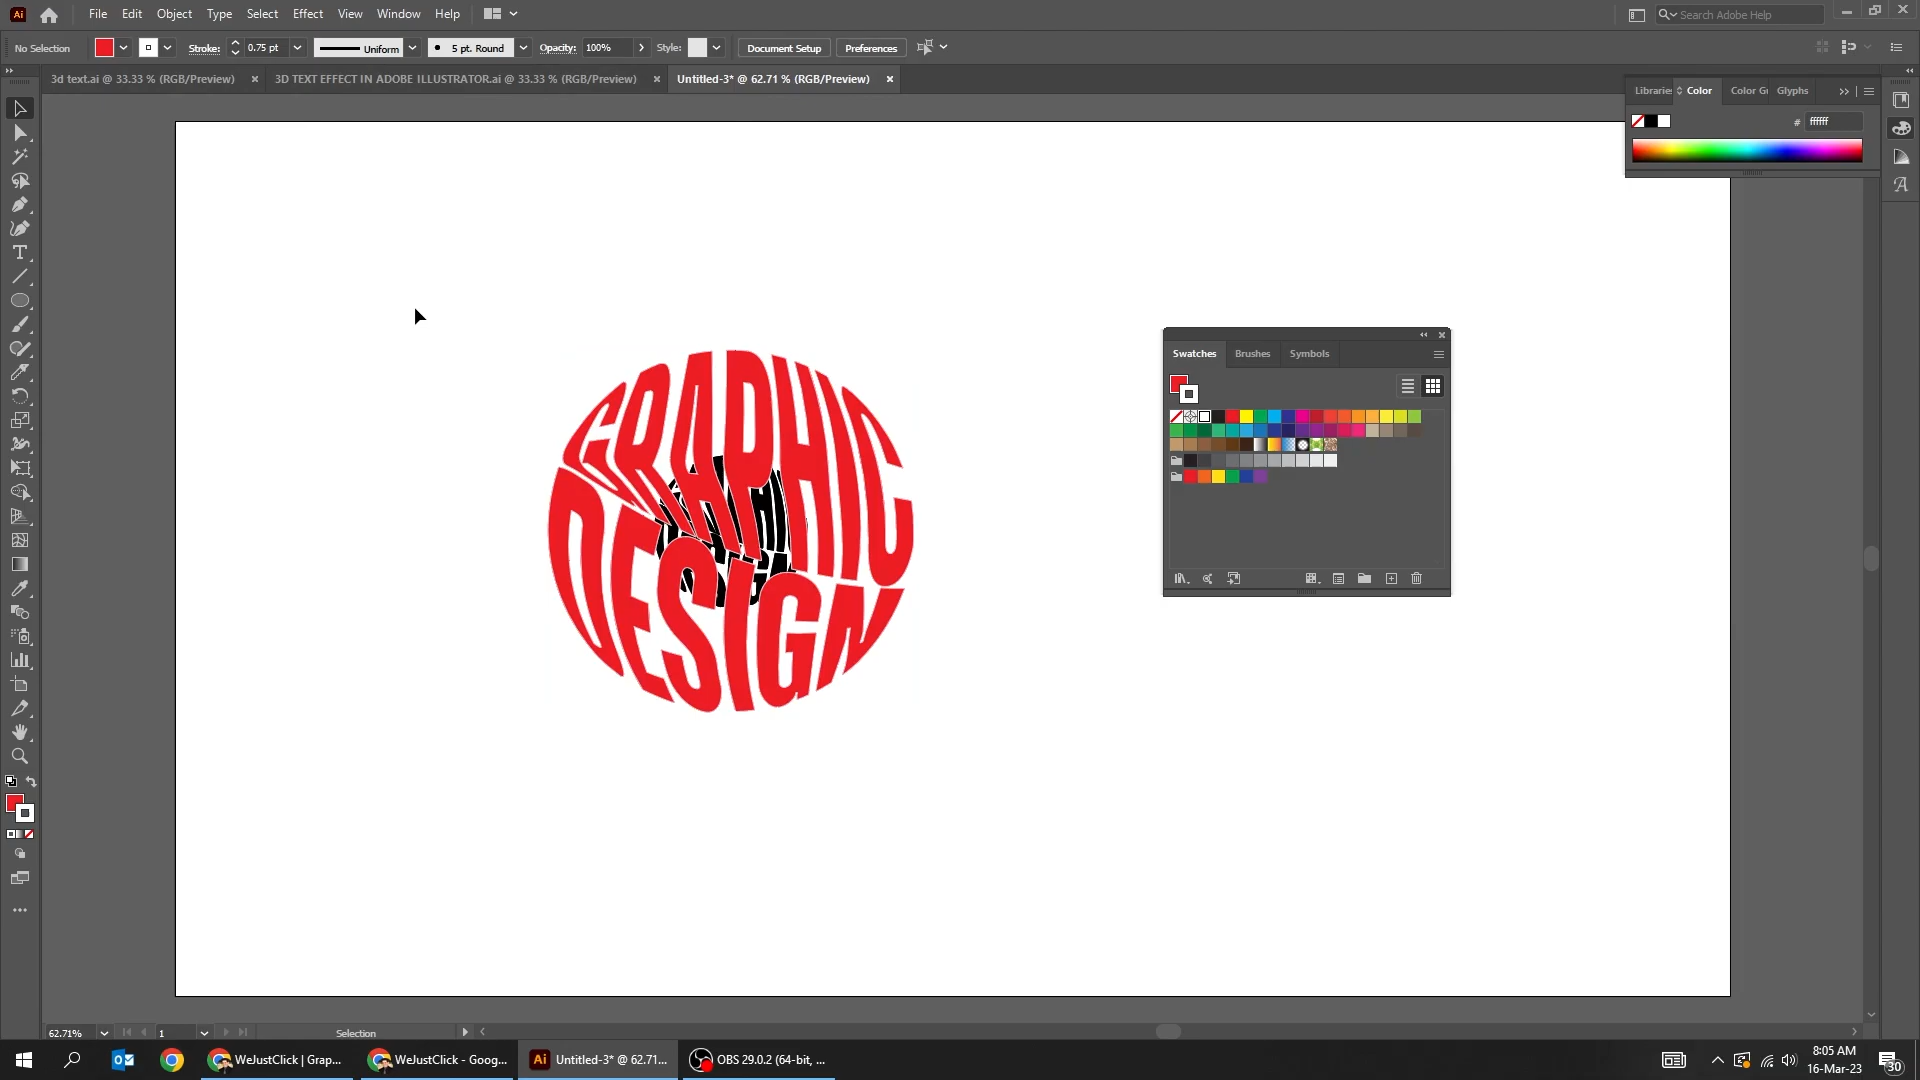 Ai File Edit Object Type Select Effect View Window Help Search Adobe Help
No Selection Stroke: 0.75 pt Uniform 5 pt. Round Opacity: 100% Style: Document Setup Preferences
3d text.ai @ 33.33 % (RGB/Preview) 3D TEXT EFFECT IN ADOBE ILLUSTRATOR.ai @ 33.33 % (RGB/Preview) Untitled-3* @ 62.71 % (RGB/Preview)
Libraries Color Color Gu Glyphs
# ffffff
GRAPHIC
DESIGN
Swatches Brushes Symbols
62.71% 1 Selection
WeJustClick | Grap... WeJustClick - Goog... Ai Untitled-3* @ 62.71... OBS 29.0.2 (64-bit, ...
8:05 AM
16-Mar-23
30